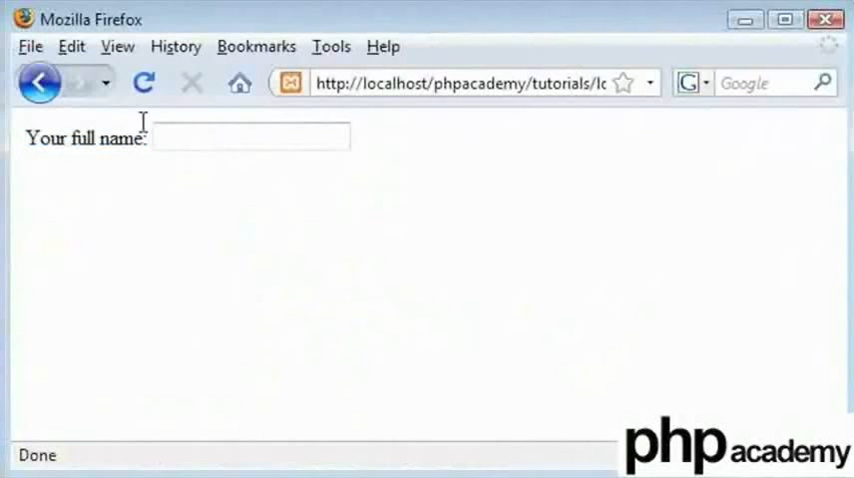 Mozilla Firefox
File Edit View History Bookmarks Tools Help
http://localhost/phpacademy/tutorials/lo
G Google
Your full name:
Done
php academy